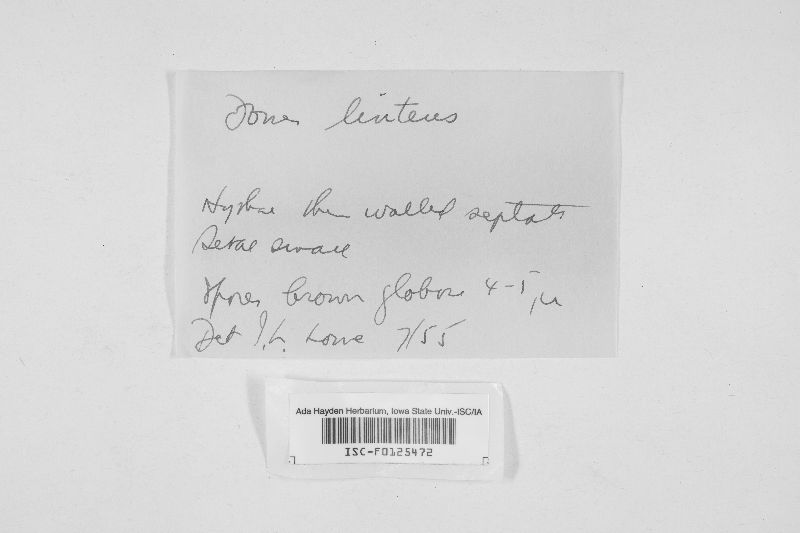 Fomes linteus
Hyphae thin walled septate
Setae small
Spores brown globose 4-5 µ
Det J.L. Lowe 7/55
Ada Hayden Herbarium, Iowa State Univ.-ISC/IA
ISC-F0125472